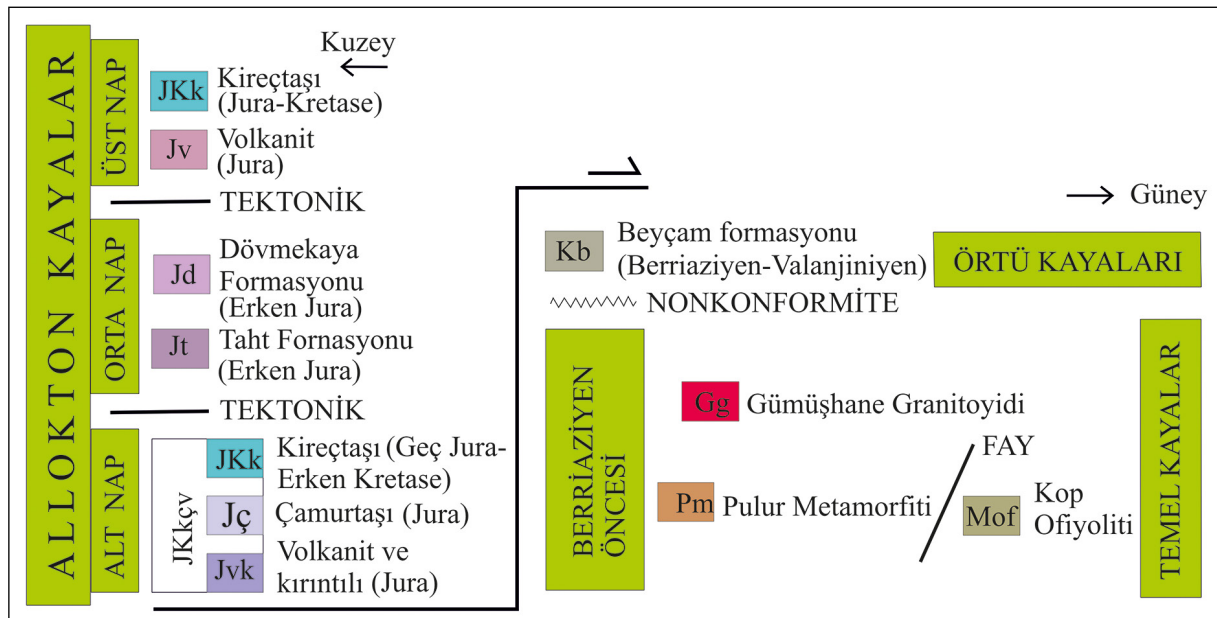 ALLOKTON KAYALAR
ÜST NAP
Kuzey
JKk
Kireçtaşı
(Jura-Kretase)
Jv
Volkanit
(Jura)
TEKTONİK
ORTA NAP
Jd
Dövmekaya
Formasyonu
(Erken Jura)
Jt
Taht Fornasyonu
(Erken Jura)
TEKTONİK
ALT NAP
JKkçv
JKk
Kireçtaşı (Geç Jura-
Erken Kretase)
Jç
Çamurtaşı (Jura)
Jvk
Volkanit ve
kırıntılı (Jura)
Güney
Kb
Beyçam formasyonu
(Berriaziyen-Valanjiniyen)
ÖRTÜ KAYALARI
NONKONFORMİTE
BERRİAZİYEN
ÖNCESİ
Gg
Gümüşhane Granitoyidi
FAY
Pm
Pulur Metamorfiti
Mof
Kop
Ofiyoliti
TEMEL KAYALAR